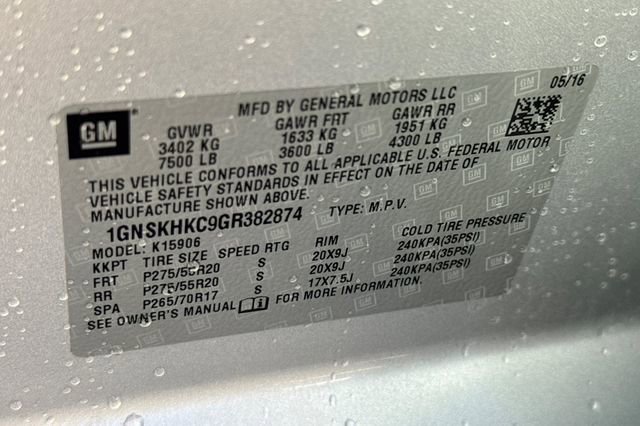 05/16
MFD BY GENERAL MOTORS LLC
GM
GVWR GAWR FRT GAWR RR
3402 KG 1633 KG 1951 KG
7500 LB 3600 LB 4300 LB
THIS VEHICLE CONFORMS TO ALL APPLICABLE U.S. FEDERAL MOTOR
VEHICLE SAFETY STANDARDS IN EFFECT ON THE DATE OF
MANUFACTURE SHOWN ABOVE.
1GNSKHKC9GR382874 TYPE: M.P.V.
MODEL: K15906
KKPT TIRE SIZE SPEED RTG RIM COLD TIRE PRESSURE
FRT P275/55R20 S 20X9J 240KPA(35PSI)
RR P275/55R20 S 20X9J 240KPA(35PSI)
SPA P265/70R17 S 17X7.5J 240KPA(35PSI)
SEE OWNER'S MANUAL FOR MORE INFORMATION.